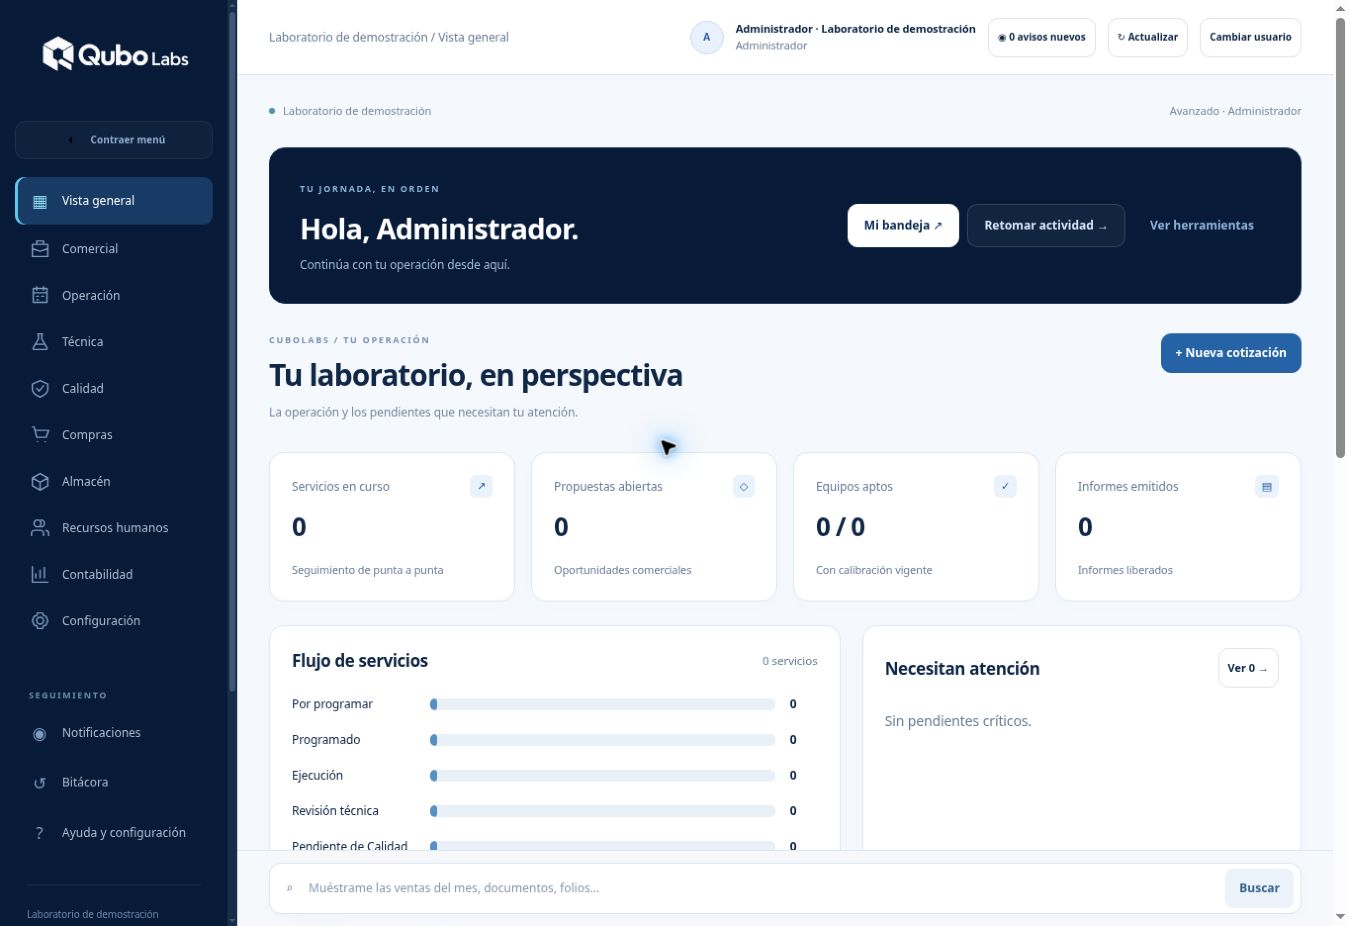 Qubo Labs
Contraer menú
Vista general
Comercial
Operación
Técnica
Calidad
Compras
Almacén
Recursos humanos
Contabilidad
Configuración
SEGUIMIENTO
Notificaciones
Bitácora
? Ayuda y configuración
Laboratorio de demostración
Laboratorio de demostración / Vista general
A
Administrador · Laboratorio de demostración
Administrador
◉ 0 avisos nuevos
↻ Actualizar
Cambiar usuario
Laboratorio de demostración
Avanzado · Administrador
TU JORNADA, EN ORDEN
Hola, Administrador.
Continúa con tu operación desde aquí.
Mi bandeja ↗
Retomar actividad →
Ver herramientas
CUBOLABS / TU OPERACIÓN
Tu laboratorio, en perspectiva
La operación y los pendientes que necesitan tu atención.
+ Nueva cotización
Servicios en curso ↗
0
Seguimiento de punta a punta
Propuestas abiertas ◇
0
Oportunidades comerciales
Equipos aptos ✓
0 / 0
Con calibración vigente
Informes emitidos ▤
0
Informes liberados
Flujo de servicios
0 servicios
Por programar 0
Programado 0
Ejecución 0
Revisión técnica 0
Pendiente de Calidad 0
Necesitan atención
Ver 0 →
Sin pendientes críticos.
Muéstrame las ventas del mes, documentos, folios...
Buscar